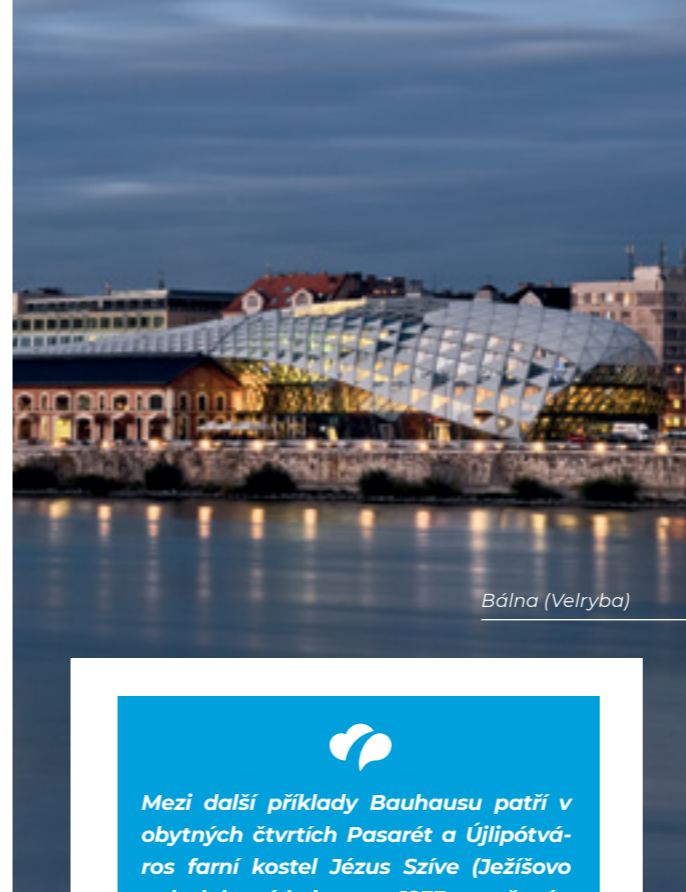 Bálna (Velryba)
Mezi další příklady Bauhausu patří v
obytných čtvrtích Pasarét a Újlipótvá-
ros farní kostel Jézus Szíve (Ježíšovo